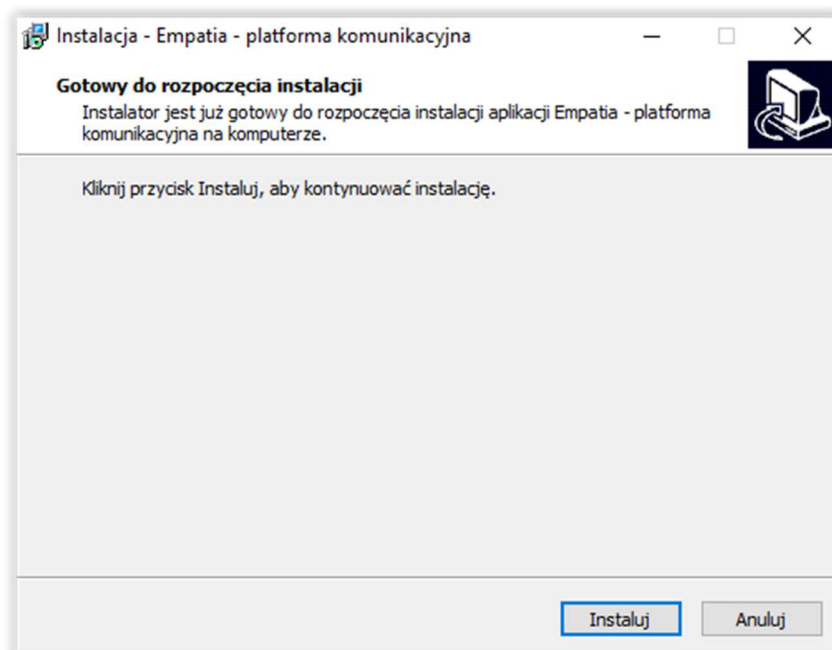 Instalacja - Empatia - platforma komunikacyjna
Gotowy do rozpoczęcia instalacji
Instalator jest już gotowy do rozpoczęcia instalacji aplikacji Empatia - platforma
komunikacyjna na komputerze.
Kliknij przycisk Instaluj, aby kontynuować instalację.
Instaluj Anuluj